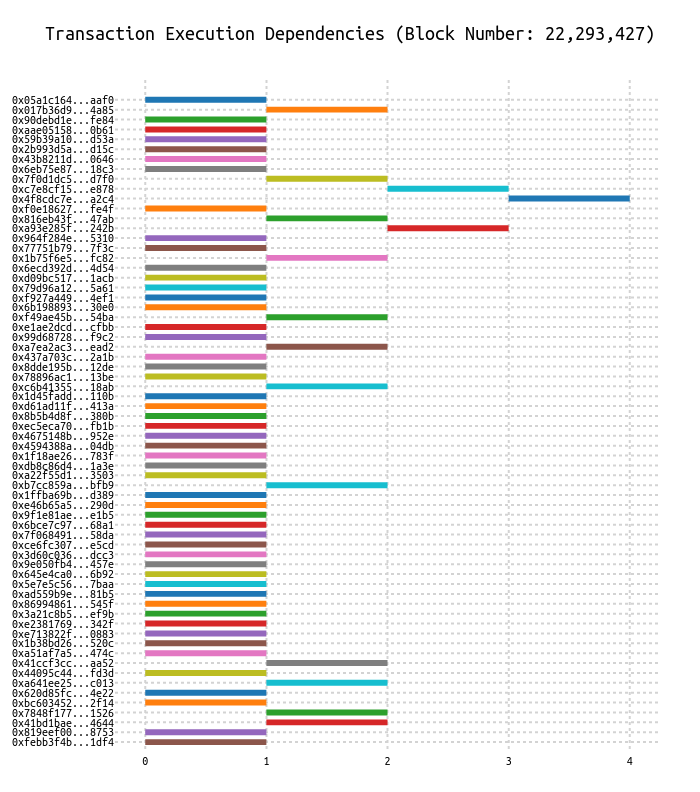 Transaction Execution Dependencies (Block Number: 22,293,427)
0x05a1c164...aaf0
0x017b36d9...4a85
0x90debd1e...fe84
0xaae05158...0b61
0x59b39a10...d53a
0x2b993d5a...d15c
0x43b8211d...0646
0x6eb75e87...18c3
0x7f0d1dc5...d7f0
0xc7e8cf15...e878
0x4f8cdc7e...a2c4
0xf0e18627...fe4f
0x816eb43f...47ab
0xa93e285f...242b
0x964f284e...5310
0x77751b79...7f3c
0x1b75f6e5...fc82
0x6ecd392d...4d54
0xd09bc517...1acb
0x79d96a12...5a61
0xf927a449...4ef1
0x6b198893...30e0
0xf49ae45b...54ba
0xe1ae2dcd...cfbb
0x99d68728...f9c2
0xa7ea2ac3...ead2
0x437a703c...2a1b
0x8dde195b...12de
0x78896ac1...13be
0xc6b41355...18ab
0x1d45fadd...110b
0xd61ad11f...413a
0x8b5b4d8f...380b
0xec5eca70...fb1b
0x4675148b...952e
0x4594388a...04db
0x1f18ae26...783f
0xdb8c86d4...1a3e
0xa22f55d1...3503
0xb7cc859a...bfb9
0x1ffba69b...d389
0xe46b65a5...290d
0x9f1e81ae...e1b5
0x6bce7c97...68a1
0x7f068491...58da
0xce6fc307...e5cd
0x3d60c036...dcc3
0x9e050fb4...457e
0x645e4ca0...6b92
0x5e7e5c56...7baa
0xad559b9e...81b5
0x86994861...545f
0x3a21c8b5...ef9b
0xe2381769...342f
0xe713822f...0883
0x1b38bd26...520c
0xa51af7a5...474c
0x41ccf3cc...aa52
0x44095c44...fd3d
0xa641ee25...c013
0x620d85fc...4e22
0xbc603452...2f14
0x7848f177...1526
0x41bd1bae...4644
0x819eef00...8753
0xfebb3f4b...1df4
0 1 2 3 4